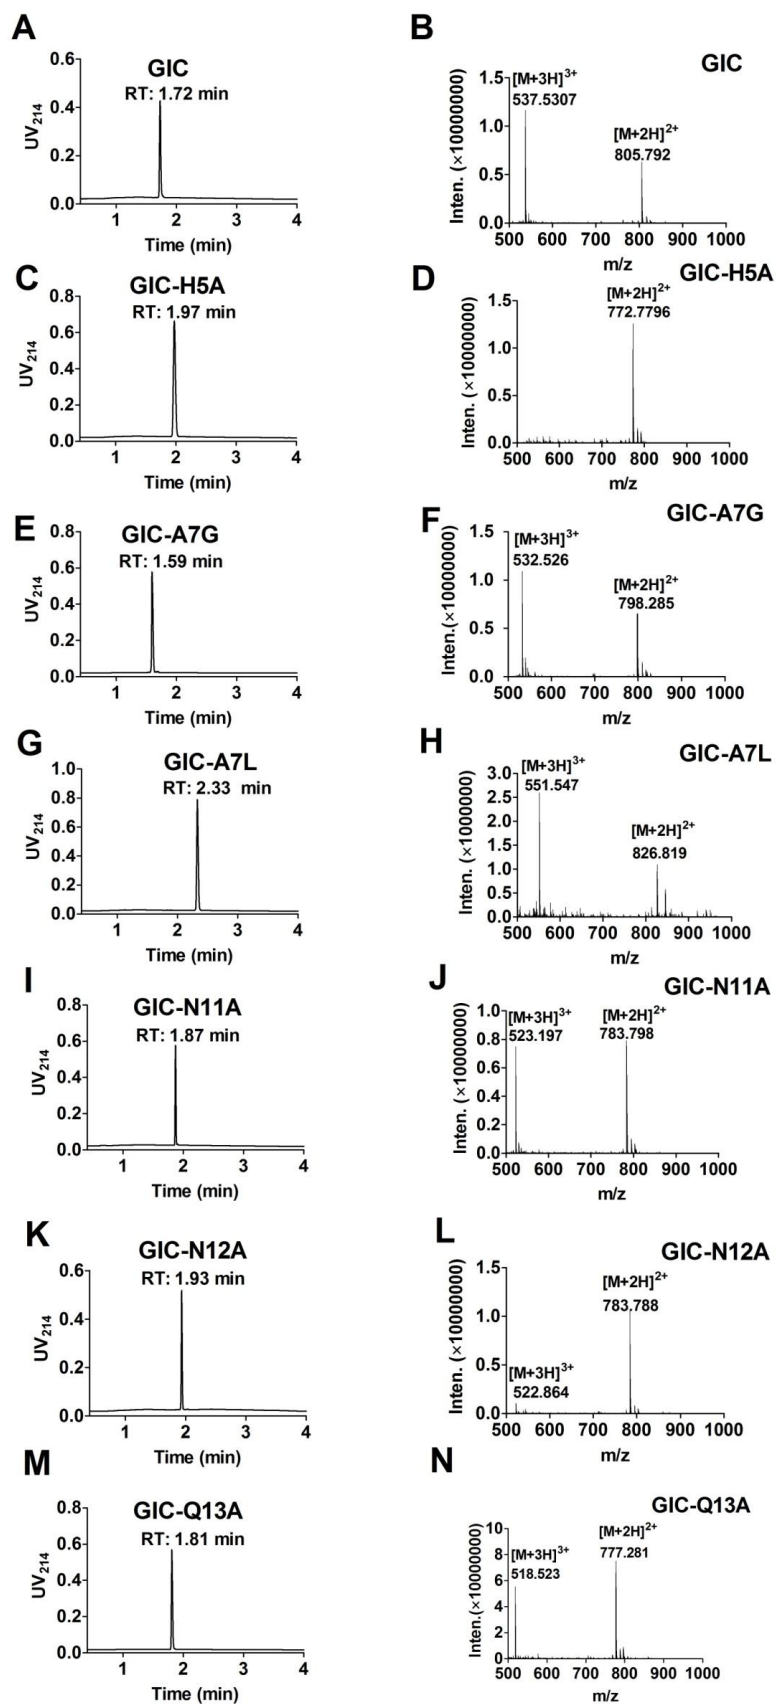 A
GIC
RT: 1.72 min
0.6
0.4
0.2
0.0
UV214
1 2 3 4
Time (min)
B
GIC
[M+3H]3+
537.5307
[M+2H]2+
805.792
1.5
1.0
0.5
0.0
Inten. (×10000000)
500 600 700 800 900 1000
m/z
C
GIC-H5A
RT: 1.97 min
0.8
0.6
0.4
0.2
0.0
UV214
1 2 3 4
Time (min)
D
GIC-H5A
[M+2H]2+
772.7796
1.5
1.0
0.5
0.0
Inten. (×10000000)
500 600 700 800 900 1000
m/z
E
GIC-A7G
RT: 1.59 min
0.8
0.6
0.4
0.2
0.0
UV214
1 2 3 4
Time (min)
F
GIC-A7G
[M+3H]3+
532.526
[M+2H]2+
798.285
1.5
1.0
0.5
0.0
Inten.(×10000000)
500 600 700 800 900 1000
m/z
G
GIC-A7L
RT: 2.33 min
1.0
0.8
0.6
0.4
0.2
0.0
UV214
1 2 3 4
Time (min)
H
GIC-A7L
[M+3H]3+
551.547
[M+2H]2+
826.819
3.0
2.5
2.0
1.5
1.0
0.5
0.0
Inten. (×1000000)
500 600 700 800 900 1000
m/z
I
GIC-N11A
RT: 1.87 min
0.8
0.6
0.4
0.2
0.0
UV214
1 2 3 4
Time (min)
J
GIC-N11A
[M+3H]3+
523.197
[M+2H]2+
783.798
1.0
0.8
0.6
0.4
0.2
0.0
Inten. (×10000000)
500 600 700 800 900 1000
m/z
K
GIC-N12A
RT: 1.93 min
0.6
0.4
0.2
0.0
UV214
1 2 3 4
Time (min)
L
GIC-N12A
[M+2H]2+
783.788
[M+3H]3+
522.864
1.5
1.0
0.5
0.0
Inten. (×10000000)
500 600 700 800 900 1000
m/z
M
GIC-Q13A
RT: 1.81 min
0.8
0.6
0.4
0.2
0.0
UV214
1 2 3 4
Time (min)
N
GIC-Q13A
[M+2H]2+
777.281
[M+3H]3+
518.523
10
8
6
4
2
0
Inten.(×10000000)
500 600 700 800 900 1000
m/z